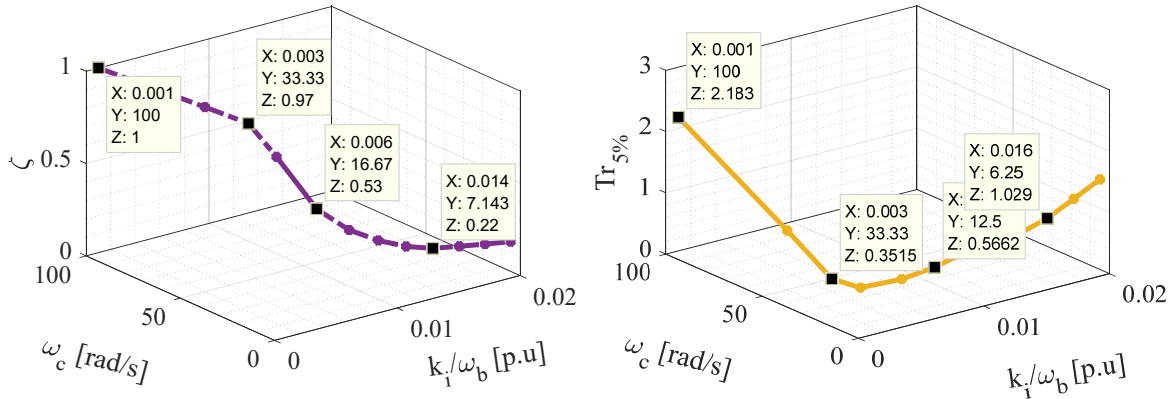 1
0.5
0
ζ
100
50
0
ω_c [rad/s]
0
0.01
0.02
k_i/ω_b [p.u]
X: 0.001
Y: 100
Z: 1
X: 0.003
Y: 33.33
Z: 0.97
X: 0.006
Y: 16.67
Z: 0.53
X: 0.014
Y: 7.143
Z: 0.22
3
2
1
0
Tr_5%
100
50
0
ω_c [rad/s]
0
0.01
0.02
k_i/ω_b [p.u]
X: 0.001
Y: 100
Z: 2.183
X: 0.003
Y: 33.33
Z: 0.3515
X:
Y: 12.5
Z: 0.5662
X: 0.016
Y: 6.25
Z: 1.029